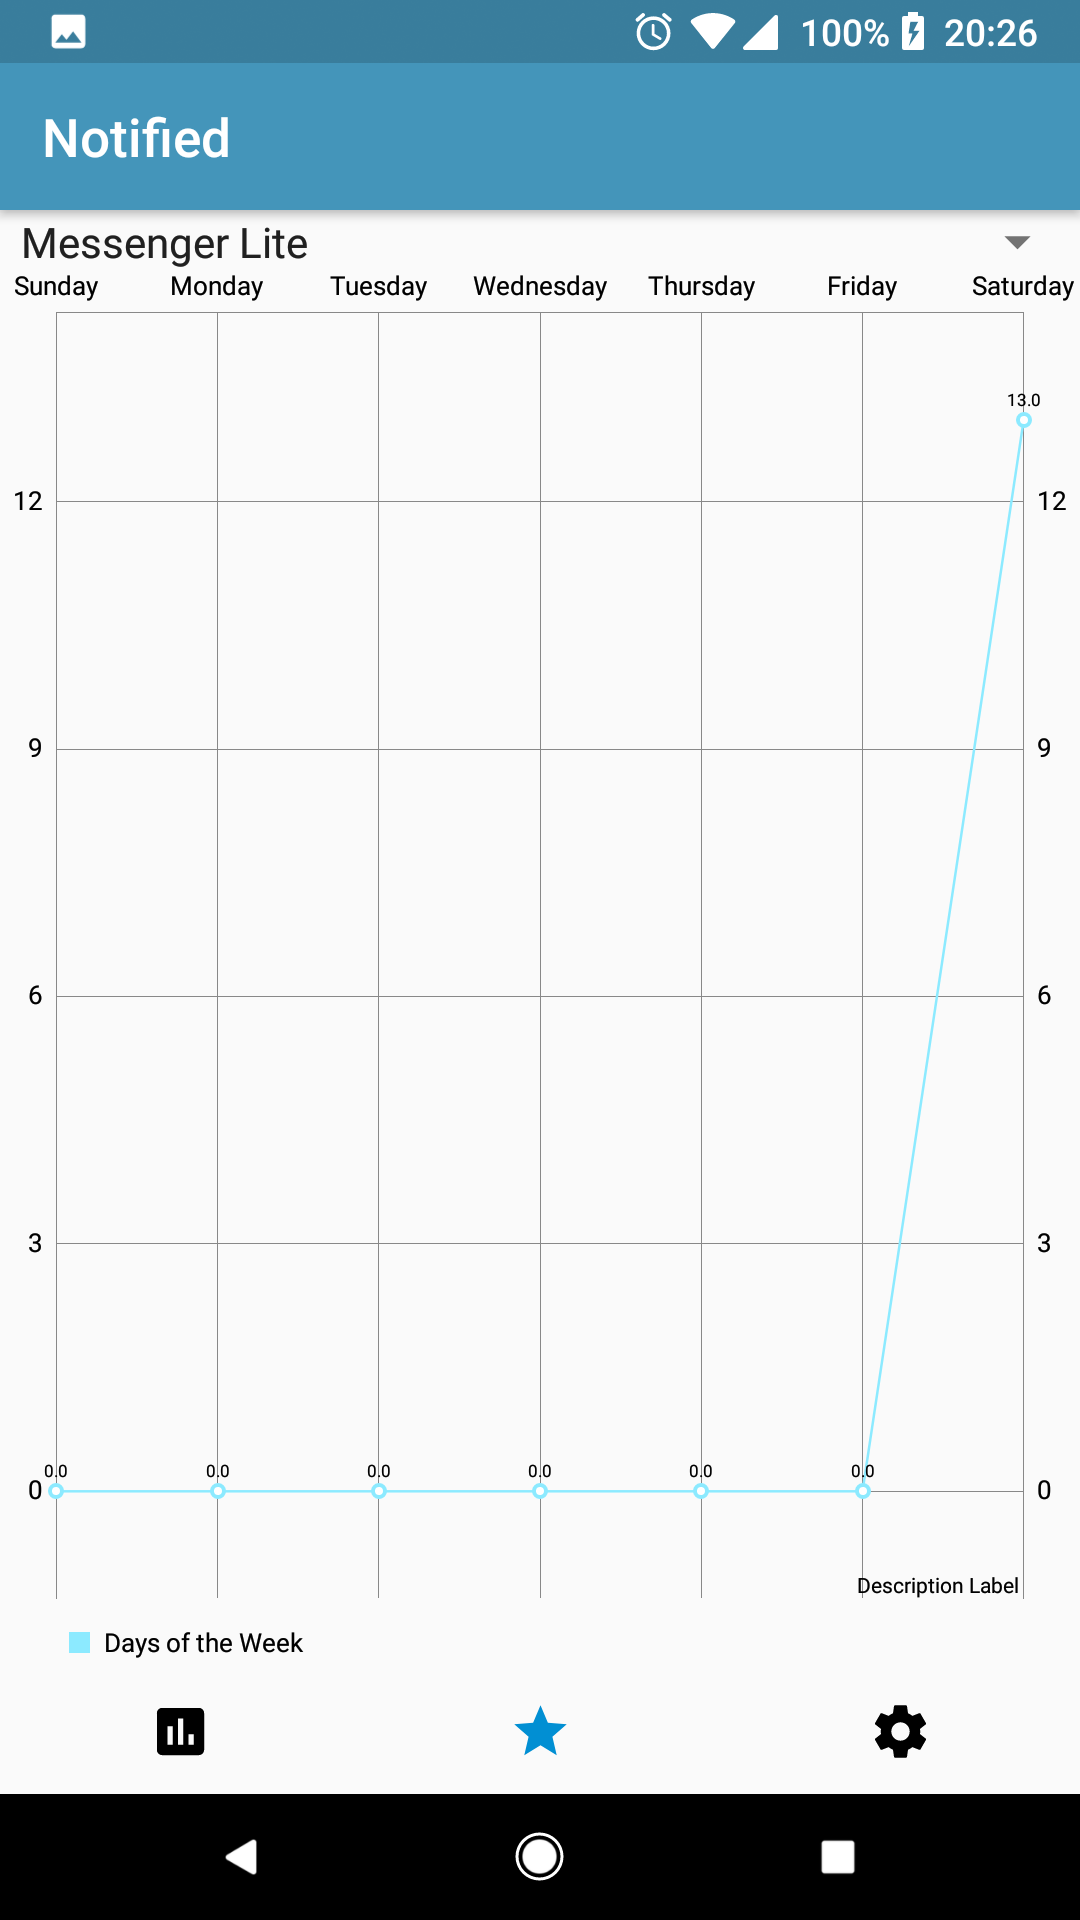 100% 20:26
Notified
Messenger Lite
Sunday Monday Tuesday Wednesday Thursday Friday Saturday
13.0
12 12
9 9
6 6
3 3
0.0 0.0 0.0 0.0 0.0 0.0
0 0
Description Label
Days of the Week